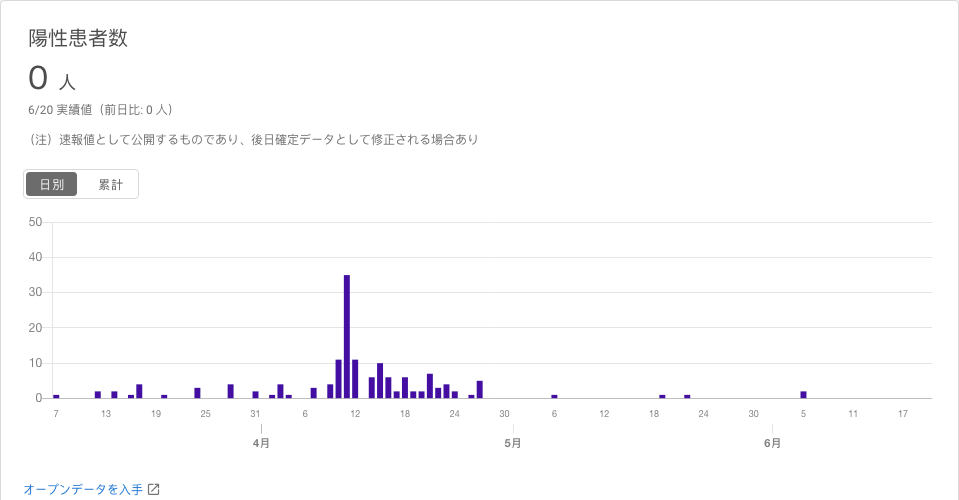 陽性患者数
0 人
6/20 実績値（前日比: 0 人）
（注）速報値として公開するものであり、後日確定データとして修正される場合あり
日別 累計
50
40
30
20
10
0
7 13 19 25 31 6 12 18 24 30 6 12 18 24 30 5 11 17
4月 5月 6月
オープンデータを入手